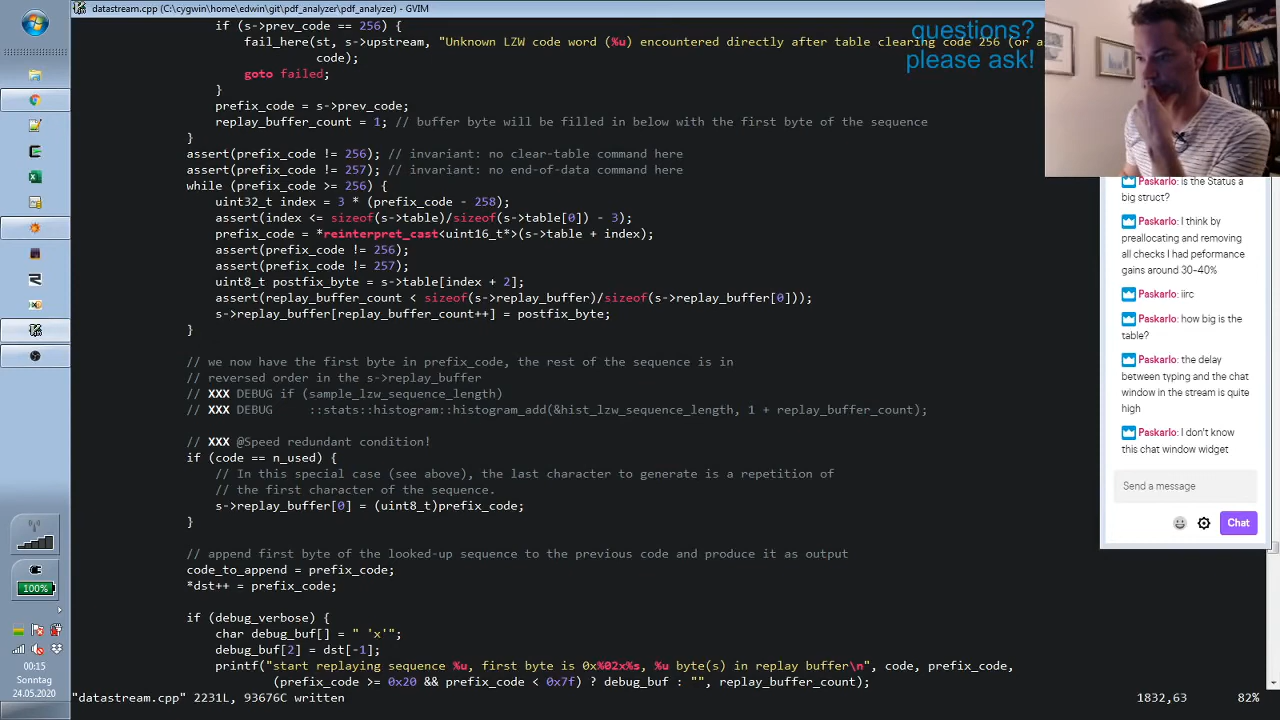 datastream.cpp (C:\cygwin\home\edwin\git\pdf_analyzer\pdf_analyzer) - GVIM
if (s->prev_code == 256) {
fail_here(st, s->upstream, "Unknown LZW code word (%u) encountered directly after table clearing code 256 (or a
code);
goto failed;
}
prefix_code = s->prev_code;
replay_buffer_count = 1; // buffer byte will be filled in below with the first byte of the sequence
}
assert(prefix_code != 256); // invariant: no clear-table command here
assert(prefix_code != 257); // invariant: no end-of-data command here
while (prefix_code >= 256) {
uint32_t index = 3 * (prefix_code - 258);
assert(index <= sizeof(s->table)/sizeof(s->table[0]) - 3);
prefix_code = *reinterpret_cast<uint16_t*>(s->table + index);
assert(prefix_code != 256);
assert(prefix_code != 257);
uint8_t postfix_byte = s->table[index + 2];
assert(replay_buffer_count < sizeof(s->replay_buffer)/sizeof(s->replay_buffer[0]));
s->replay_buffer[replay_buffer_count++] = postfix_byte;
}
// we now have the first byte in prefix_code, the rest of the sequence is in
// reversed order in the s->replay_buffer
// XXX DEBUG if (sample_lzw_sequence_length)
// XXX DEBUG    ::stats::histogram::histogram_add(&hist_lzw_sequence_length, 1 + replay_buffer_count);
// XXX @Speed redundant condition!
if (code == n_used) {
// In this special case (see above), the last character to generate is a repetition of
// the first character of the sequence.
s->replay_buffer[0] = (uint8_t)prefix_code;
}
// append first byte of the looked-up sequence to the previous code and produce it as output
code_to_append = prefix_code;
*dst++ = prefix_code;
if (debug_verbose) {
char debug_buf[] = " 'x'";
debug_buf[2] = dst[-1];
printf("start replaying sequence %u, first byte is 0x%02x%s, %u byte(s) in replay buffer\n", code, prefix_code,
(prefix_code >= 0x20 && prefix_code < 0x7f) ? debug_buf : "", replay_buffer_count);
"datastream.cpp" 2231L, 93676C written
1832,63
82%
questions?
please ask!
Paskarlo: is the Status a
big struct?
Paskarlo: I think by
preallocating and removing
all checks I had peformance
gains around 30-40%
Paskarlo: iirc
Paskarlo: how big is the
table?
Paskarlo: the delay
between typing and the chat
window in the stream is quite
high
Paskarlo: I don't know
this chat window widget
Send a message
Chat
100%
00:15
Sonntag
24.05.2020